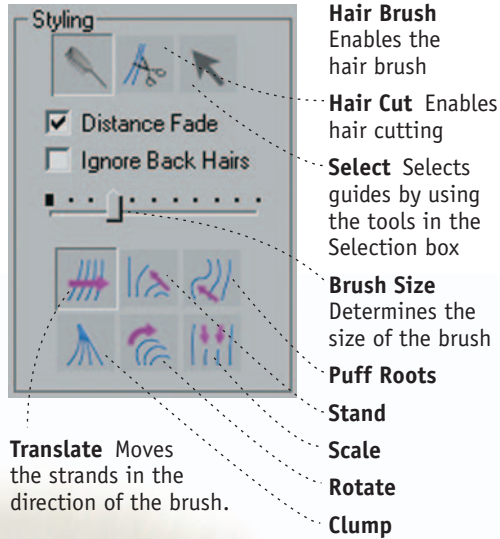 Styling
Distance Fade
Ignore Back Hairs
Hair Brush
Enables the
hair brush
Hair Cut Enables
hair cutting
Select Selects
guides by using
the tools in the
Selection box
Brush Size
Determines the
size of the brush
Puff Roots
Stand
Scale
Rotate
Clump
Translate Moves
the strands in the
direction of the brush.